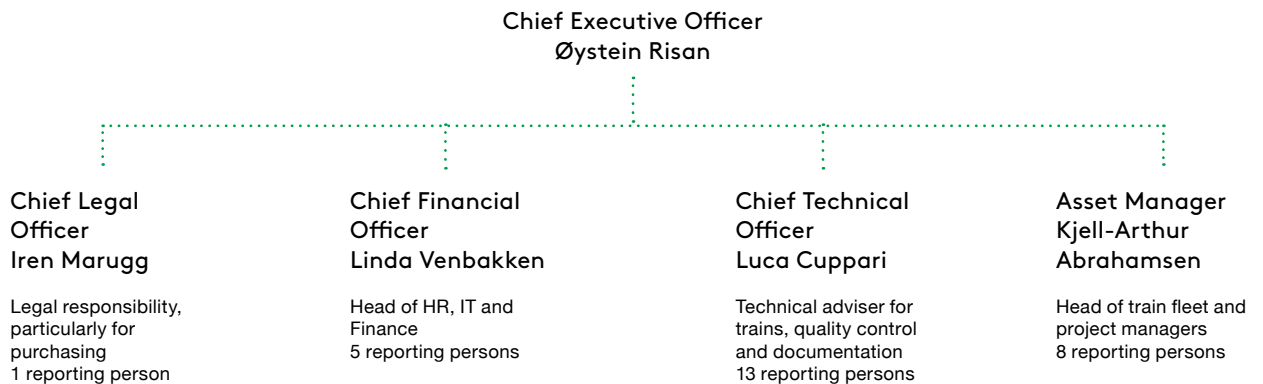 Chief Executive Officer
Øystein Risan
Chief Legal
Officer
Iren Marugg
Legal responsibility,
particularly for
purchasing
1 reporting person
Chief Financial
Officer
Linda Venbakken
Head of HR, IT and
Finance
5 reporting persons
Chief Technical
Officer
Luca Cuppari
Technical adviser for
trains, quality control
and documentation
13 reporting persons
Asset Manager
Kjell-Arthur
Abrahamsen
Head of train fleet and
project managers
8 reporting persons